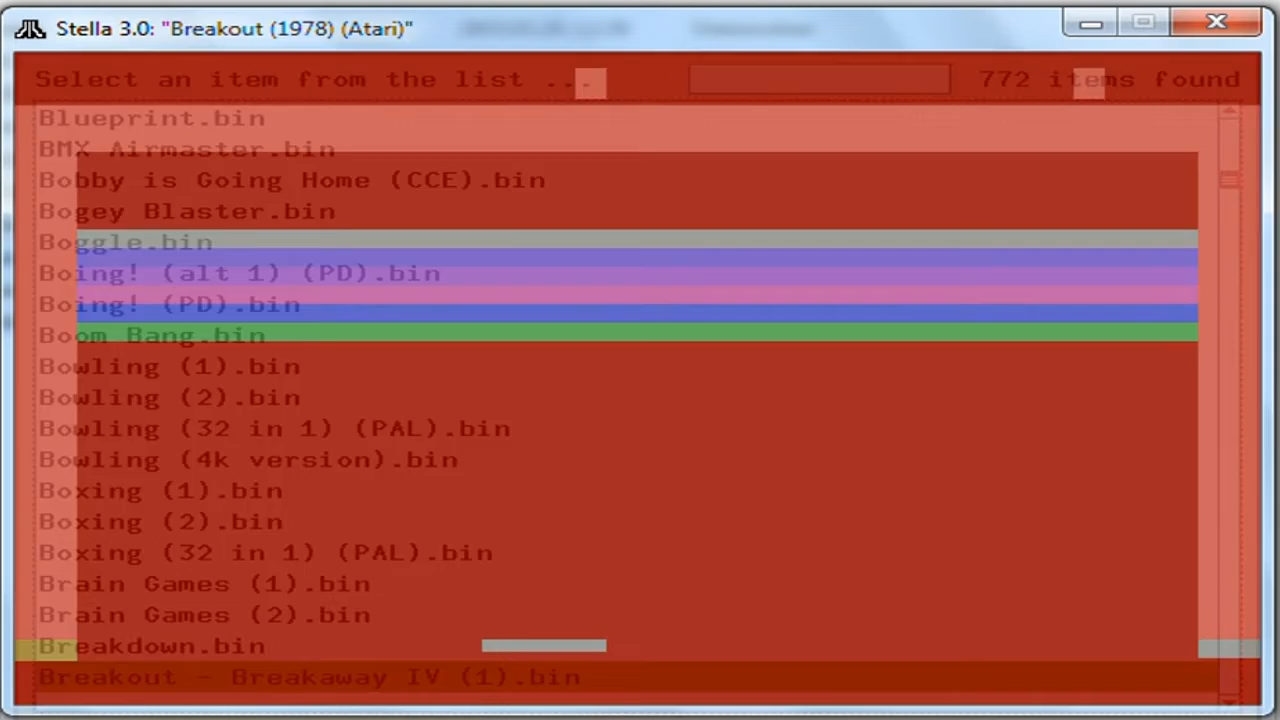 Stella 3.0: "Breakout (1978) (Atari)"
Select an item from the list ... 772 items found
Blueprint.bin
BMX Airmaster.bin
Bobby is Going Home (CCE).bin
Bogey Blaster.bin
Boggle.bin
Boing! (alt 1) (PD).bin
Boing! (PD).bin
Boom Bang.bin
Bowling (1).bin
Bowling (2).bin
Bowling (32 in 1) (PAL).bin
Bowling (4k version).bin
Boxing (1).bin
Boxing (2).bin
Boxing (32 in 1) (PAL).bin
Brain Games (1).bin
Brain Games (2).bin
Breakdown.bin
Breakout - Breakaway IV (1).bin